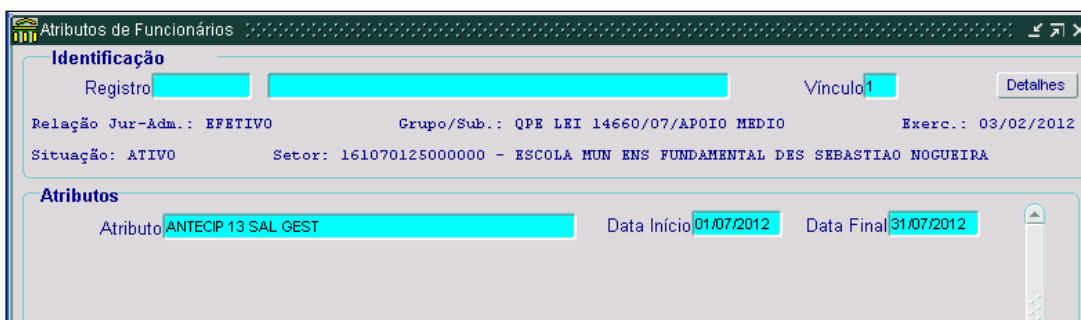 Atributos de Funcionários
Identificação
Registro Vínculo 1 Detalhes
Relação Jur-Adm.: EFETIVO Grupo/Sub.: QPE LEI 14660/07/APOIO MEDIO Exerc.: 03/02/2012
Situação: ATIVO Setor: 161070125000000 - ESCOLA MUN ENS FUNDAMENTAL DES SEBASTIAO NOGUEIRA
Atributos
Atributo ANTECIP 13 SAL GEST Data Início 01/07/2012 Data Final 31/07/2012